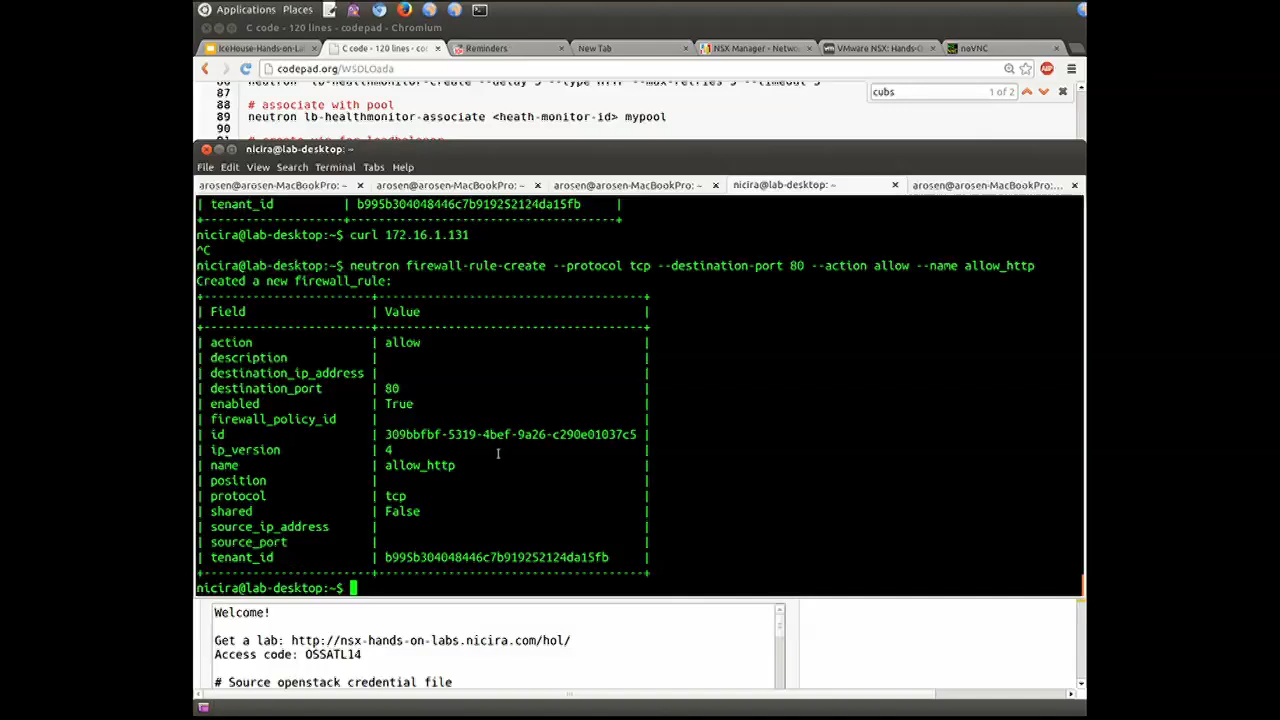 Applications Places
C code - 120 lines - codepad - Chromium
IceHouse-Hands-on-La
C code - 120 lines - co
Reminders
New Tab
NSX Manager - Netwo
VMware NSX: Hands-O
noVNC
codepad.org/WSDLOada
cubs 1 of 2
87
88 # associate with pool
89 neutron lb-healthmonitor-associate <heath-monitor-id> mypool
90
nicira@lab-desktop: ~
File Edit View Search Terminal Tabs Help
arosen@arosen-MacBookPro: ~
arosen@arosen-MacBookPro: ~
arosen@arosen-MacBookPro: ~
nicira@lab-desktop: ~
arosen@arosen-MacBookPro:...
| tenant_id | b995b304048446c7b919252124da15fb |
nicira@lab-desktop:~$ curl 172.16.1.131
^C
nicira@lab-desktop:~$ neutron firewall-rule-create --protocol tcp --destination-port 80 --action allow --name allow_http
Created a new firewall_rule:
| Field | Value |
| action | allow |
| description | |
| destination_ip_address | |
| destination_port | 80 |
| enabled | True |
| firewall_policy_id | |
| id | 309bbfbf-5319-4bef-9a26-c290e01037c5 |
| ip_version | 4 |
| name | allow_http |
| position | |
| protocol | tcp |
| shared | False |
| source_ip_address | |
| source_port | |
| tenant_id | b995b304048446c7b919252124da15fb |
nicira@lab-desktop:~$
Welcome!
Get a lab: http://nsx-hands-on-labs.nicira.com/hol/
Access code: OSSATL14
# Source openstack credential file